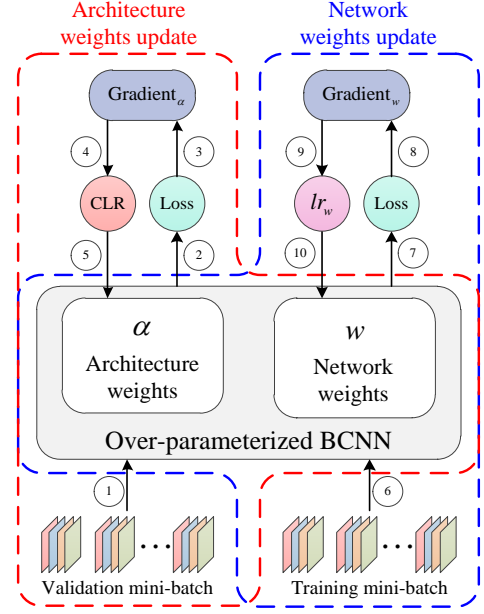 Architecture
weights update
Network
weights update
Gradient_α
Gradient_w
4
3
9
8
CLR
Loss
lr_w
Loss
5
2
10
7
α
Architecture
weights
w
Network
weights
Over-parameterized BCNN
1
6
Validation mini-batch
Training mini-batch